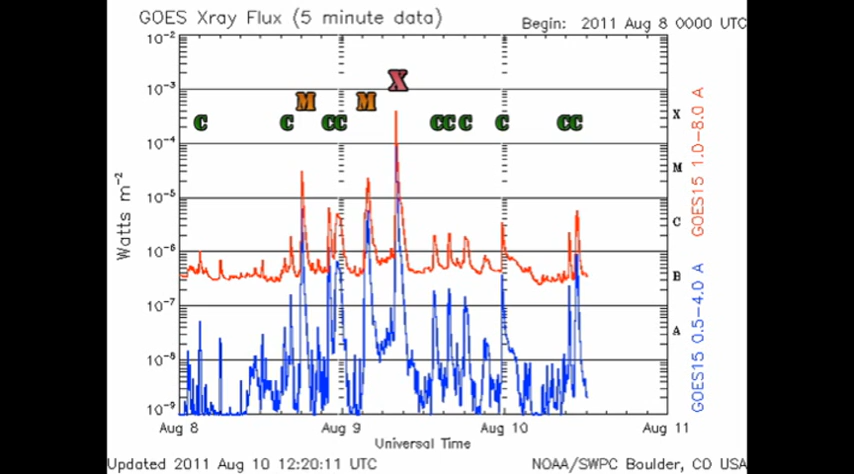 GOES Xray Flux (5 minute data)
Begin: 2011 Aug 8 0000 UTC
Watts m⁻²
10⁻²
10⁻³
10⁻⁴
10⁻⁵
10⁻⁶
10⁻⁷
10⁻⁸
10⁻⁹
C C M CC M X CC C C CC
X
M
C
B
A
GOES15 1.0-8.0 A
GOES15 0.5-4.0 A
Aug 8 Aug 9 Aug 10 Aug 11
Universal Time
Updated 2011 Aug 10 12:20:11 UTC
NOAA/SWPC Boulder, CO USA